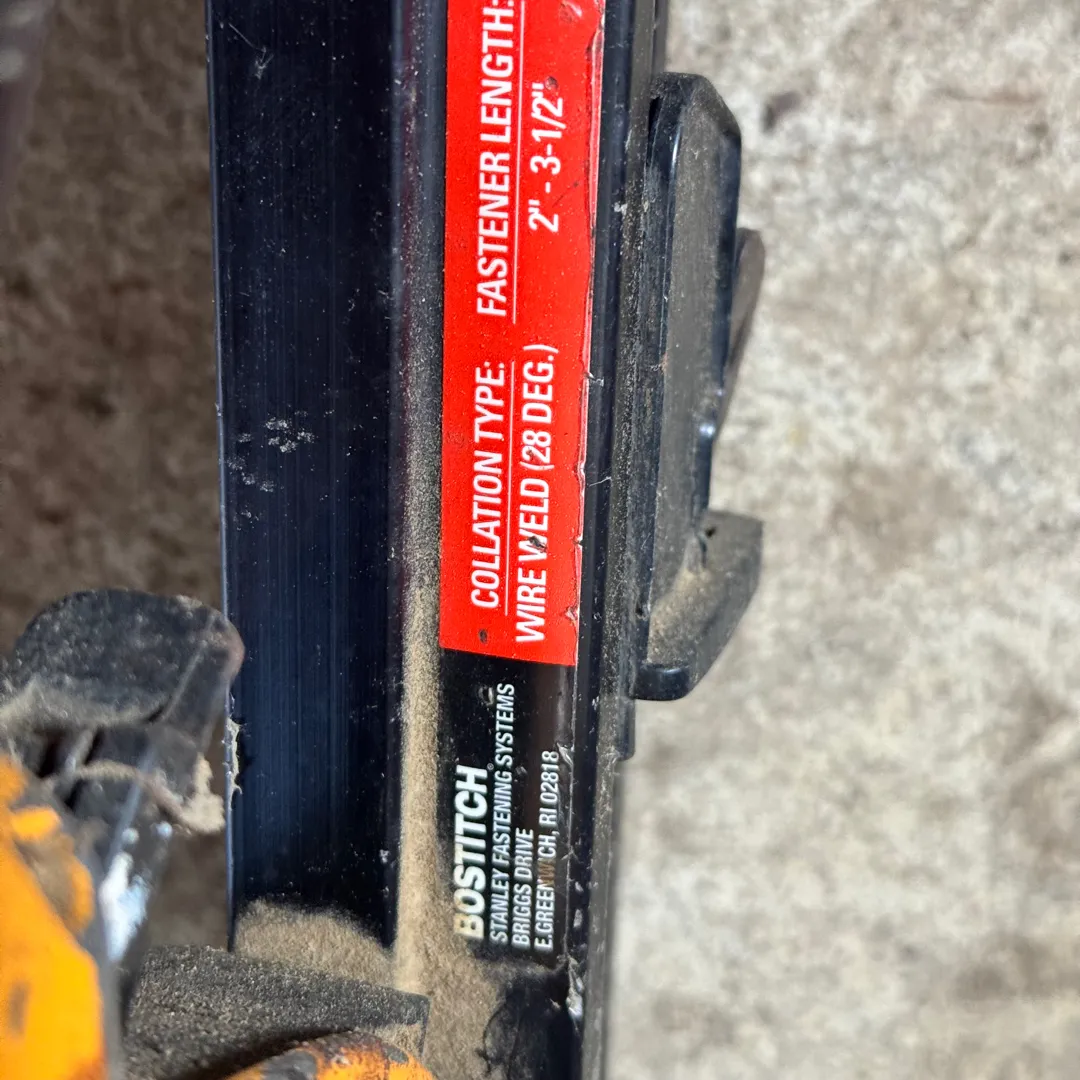 COLLATION TYPE:
WIRE WELD (28 DEG.)
FASTENER LENGTH:
2" - 3-1/2"
BOSTITCH®
STANLEY FASTENING SYSTEMS
BRIGGS DRIVE
E.GREENWICH, RI 02818